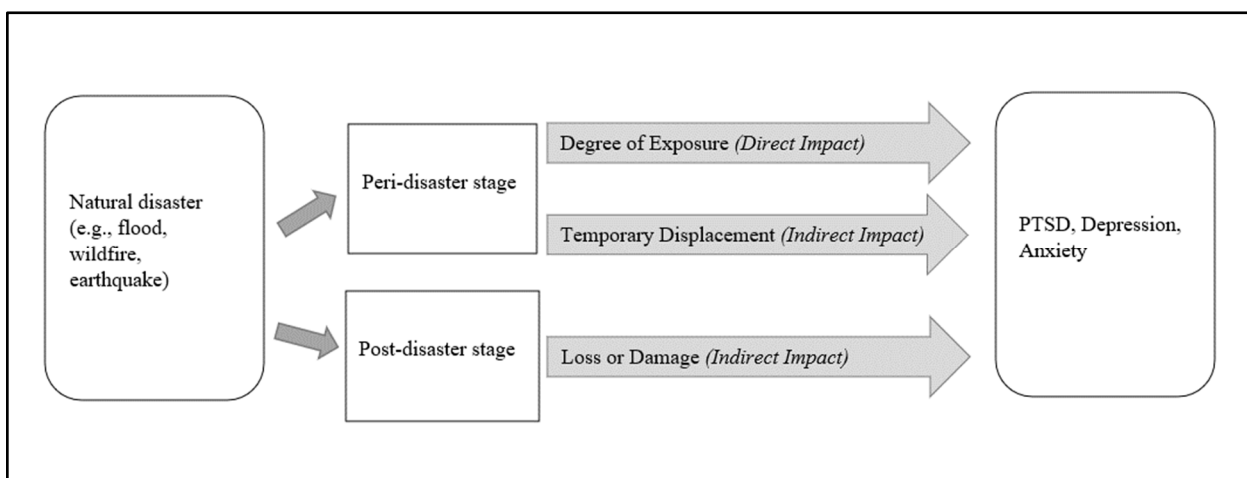 Natural disaster
(e.g., flood,
wildfire,
earthquake)
Peri-disaster stage
Post-disaster stage
Degree of Exposure (Direct Impact)
Temporary Displacement (Indirect Impact)
Loss or Damage (Indirect Impact)
PTSD, Depression,
Anxiety